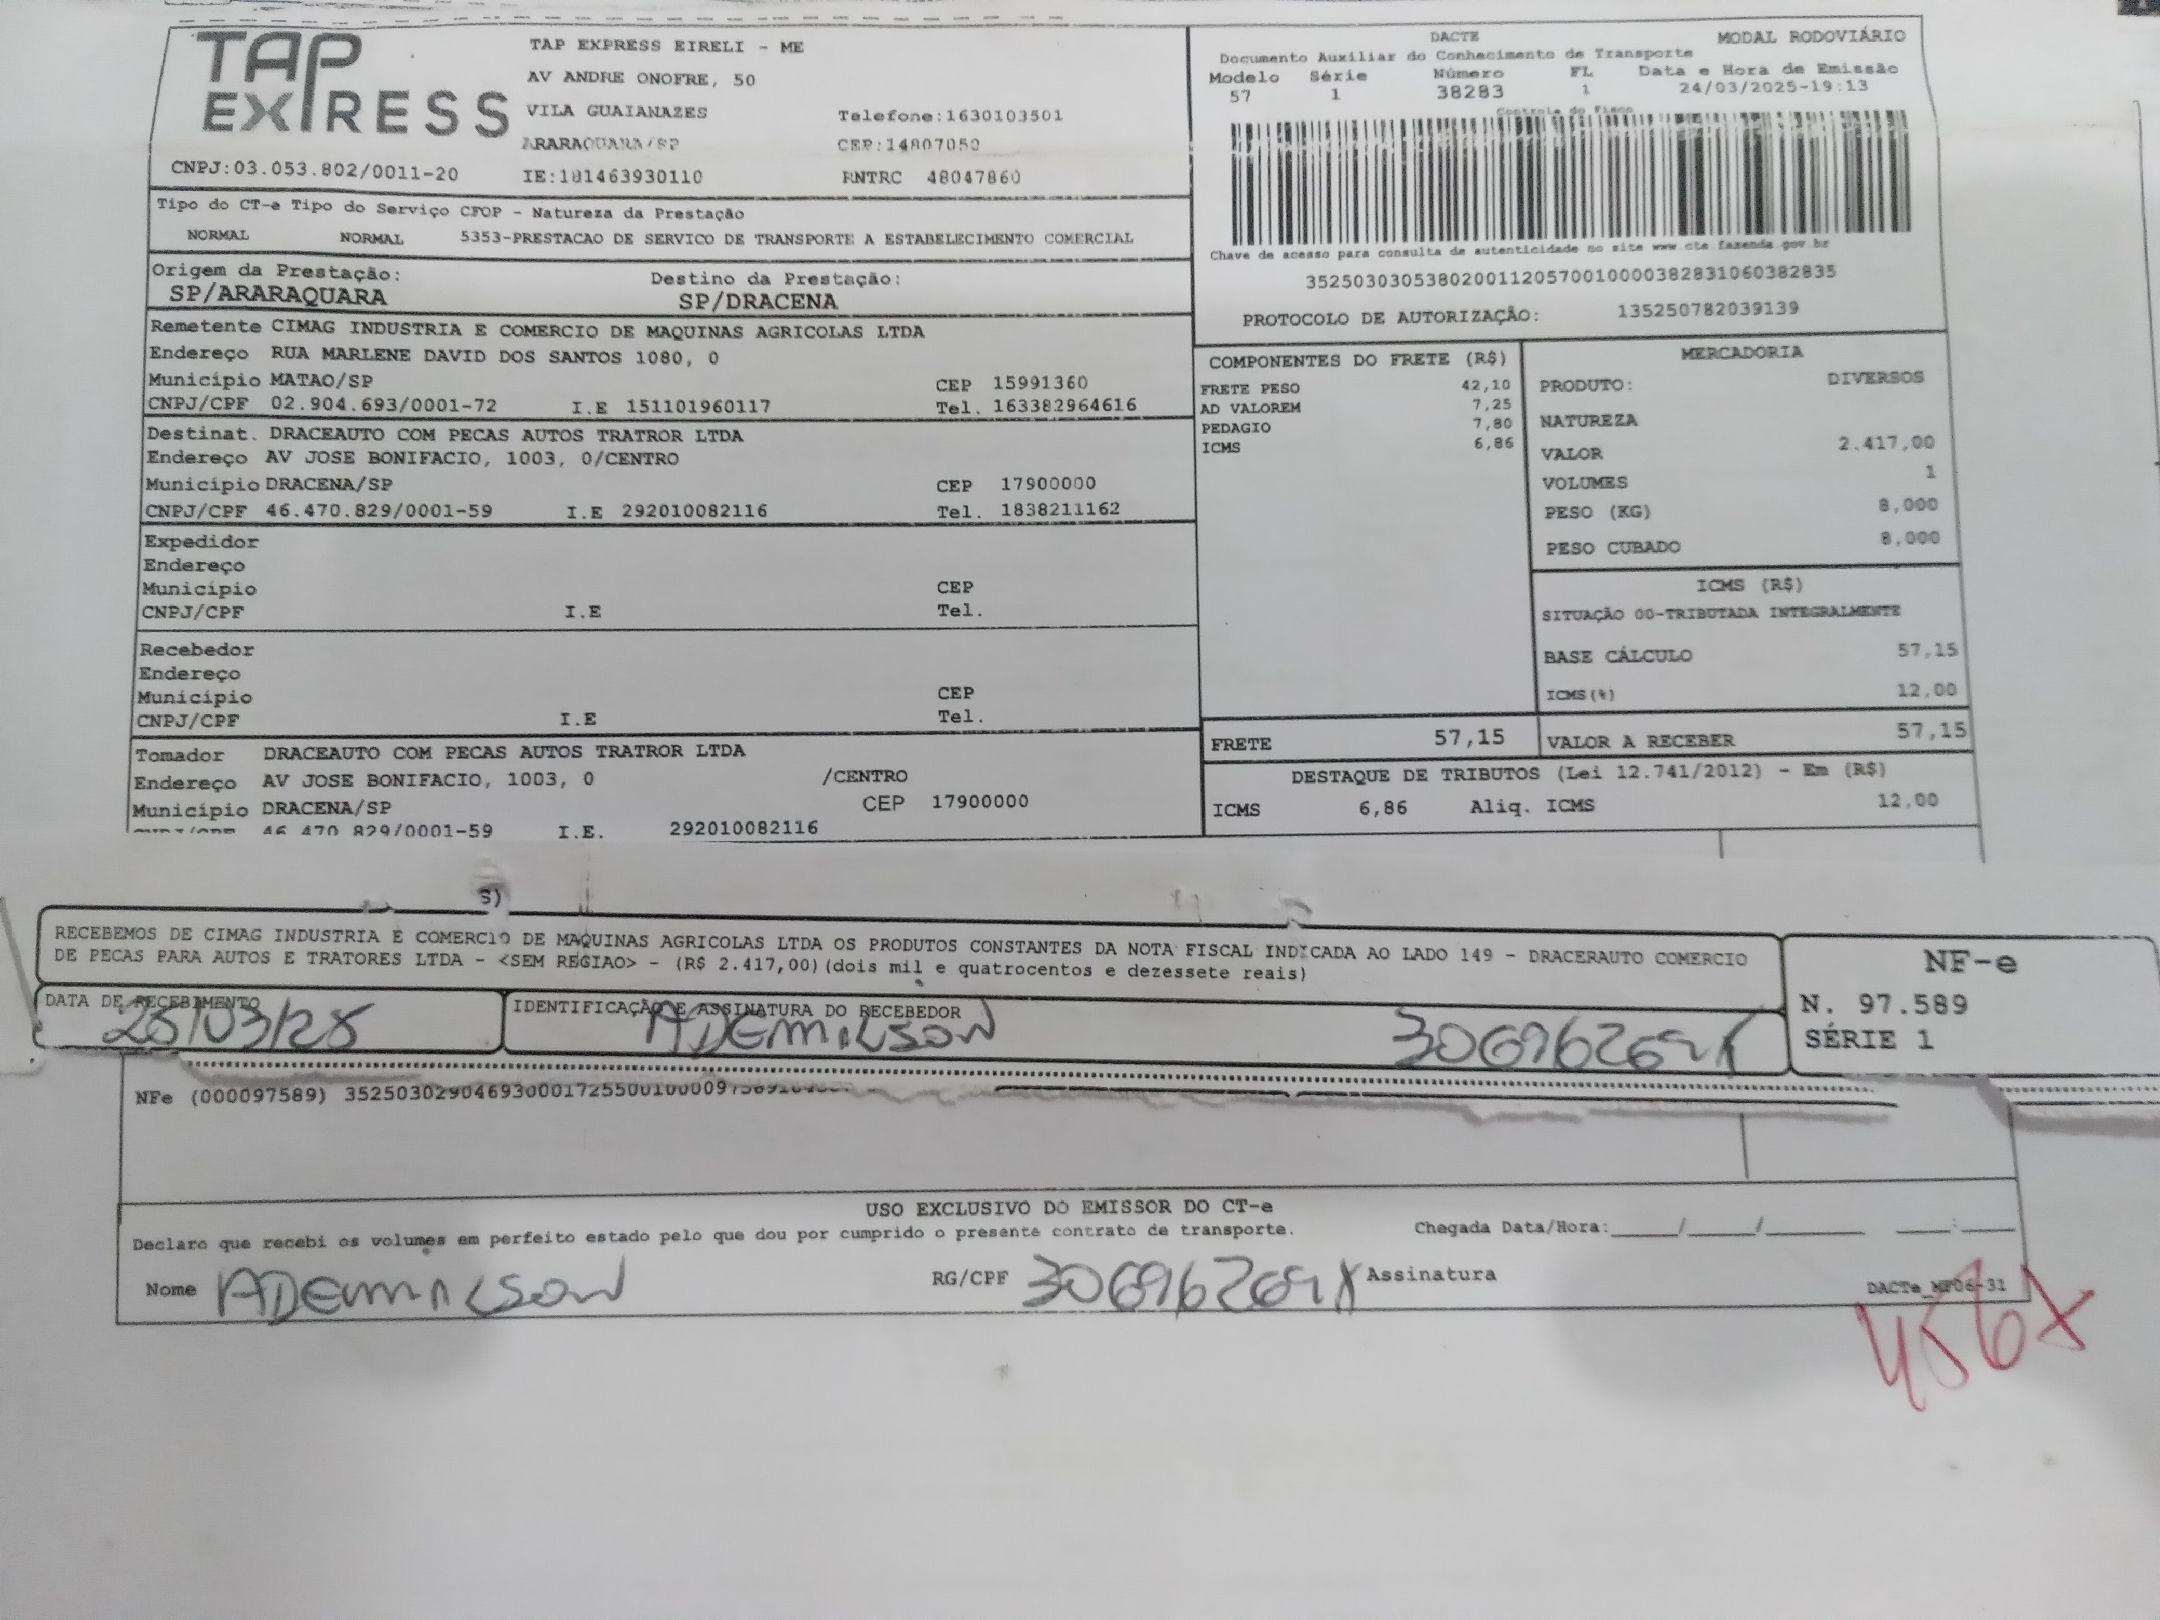 TAP EXPRESS
TAP EXPRESS EIRELI - ME
AV ANDRE ONOFRE, 50
VILA GUAIANAZES Telefone:1630103501
ARARAQUARA/SP CEP:14807050
CNPJ:03.053.802/0011-20 IE:181463930110 RNTRC 48047860
DACTE MODAL RODOVIÁRIO
Documento Auxiliar do Conhecimento de Transporte
Modelo Série Número FL Data e Hora de Emissão
57 1 38283 1 24/03/2025-19:13
Controle do Fisco
Chave de acesso para consulta de autenticidade no site www.cte.fazenda.gov.br
35250303053802001120570010000382831060382835
PROTOCOLO DE AUTORIZAÇÃO: 135250782039139
Tipo do CT-e Tipo do Serviço CFOP - Natureza da Prestação
NORMAL NORMAL 5353-PRESTACAO DE SERVICO DE TRANSPORTE A ESTABELECIMENTO COMERCIAL
Origem da Prestação: Destino da Prestação:
SP/ARARAQUARA SP/DRACENA
Remetente CIMAG INDUSTRIA E COMERCIO DE MAQUINAS AGRICOLAS LTDA
Endereço RUA MARLENE DAVID DOS SANTOS 1080, 0
Município MATAO/SP CEP 15991360
CNPJ/CPF 02.904.693/0001-72 I.E 151101960117 Tel. 163382964616
Destinat. DRACEAUTO COM PECAS AUTOS TRATROR LTDA
Endereço AV JOSE BONIFACIO, 1003, 0/CENTRO
Município DRACENA/SP CEP 17900000
CNPJ/CPF 46.470.829/0001-59 I.E 292010082116 Tel. 1838211162
Expedidor
Endereço
Município CEP
CNPJ/CPF I.E Tel.
Recebedor
Endereço
Município CEP
CNPJ/CPF I.E Tel.
Tomador DRACEAUTO COM PECAS AUTOS TRATROR LTDA
Endereço AV JOSE BONIFACIO, 1003, 0 /CENTRO
Município DRACENA/SP CEP 17900000
CNPJ/CPF 46.470.829/0001-59 I.E. 292010082116
COMPONENTES DO FRETE (R$)
FRETE PESO 42,10
AD VALOREM 7,25
PEDAGIO 7,80
ICMS 6,86
MERCADORIA
PRODUTO: DIVERSOS
NATUREZA
VALOR 2.417,00
VOLUMES 1
PESO (KG) 8,000
PESO CUBADO 8,000
ICMS (R$)
SITUAÇÃO 00-TRIBUTADA INTEGRALMENTE
BASE CÁLCULO 57,15
ICMS(%) 12,00
FRETE 57,15 VALOR A RECEBER 57,15
DESTAQUE DE TRIBUTOS (Lei 12.741/2012) - Em (R$)
ICMS 6,86 Aliq. ICMS 12,00
S)
RECEBEMOS DE CIMAG INDUSTRIA E COMERCIO DE MAQUINAS AGRICOLAS LTDA OS PRODUTOS CONSTANTES DA NOTA FISCAL INDICADA AO LADO 149 - DRACERAUTO COMERCIO
DE PECAS PARA AUTOS E TRATORES LTDA - <SEM REGIAO> - (R$ 2.417,00)(dois mil e quatrocentos e dezessete reais)
DATA DE RECEBIMENTO IDENTIFICAÇÃO E ASSINATURA DO RECEBEDOR
ADEMILSON 306962691X
NF-e
N. 97.589
SÉRIE 1
NFe (000097589) 3525030290469300017255001000097589
USO EXCLUSIVO DO EMISSOR DO CT-e
Declaro que recebi os volumes em perfeito estado pelo que dou por cumprido o presente contrato de transporte. Chegada Data/Hora:____/____/______ ___:___
Nome ADEMILSON RG/CPF 306962691X Assinatura
DACTe_MF06-31